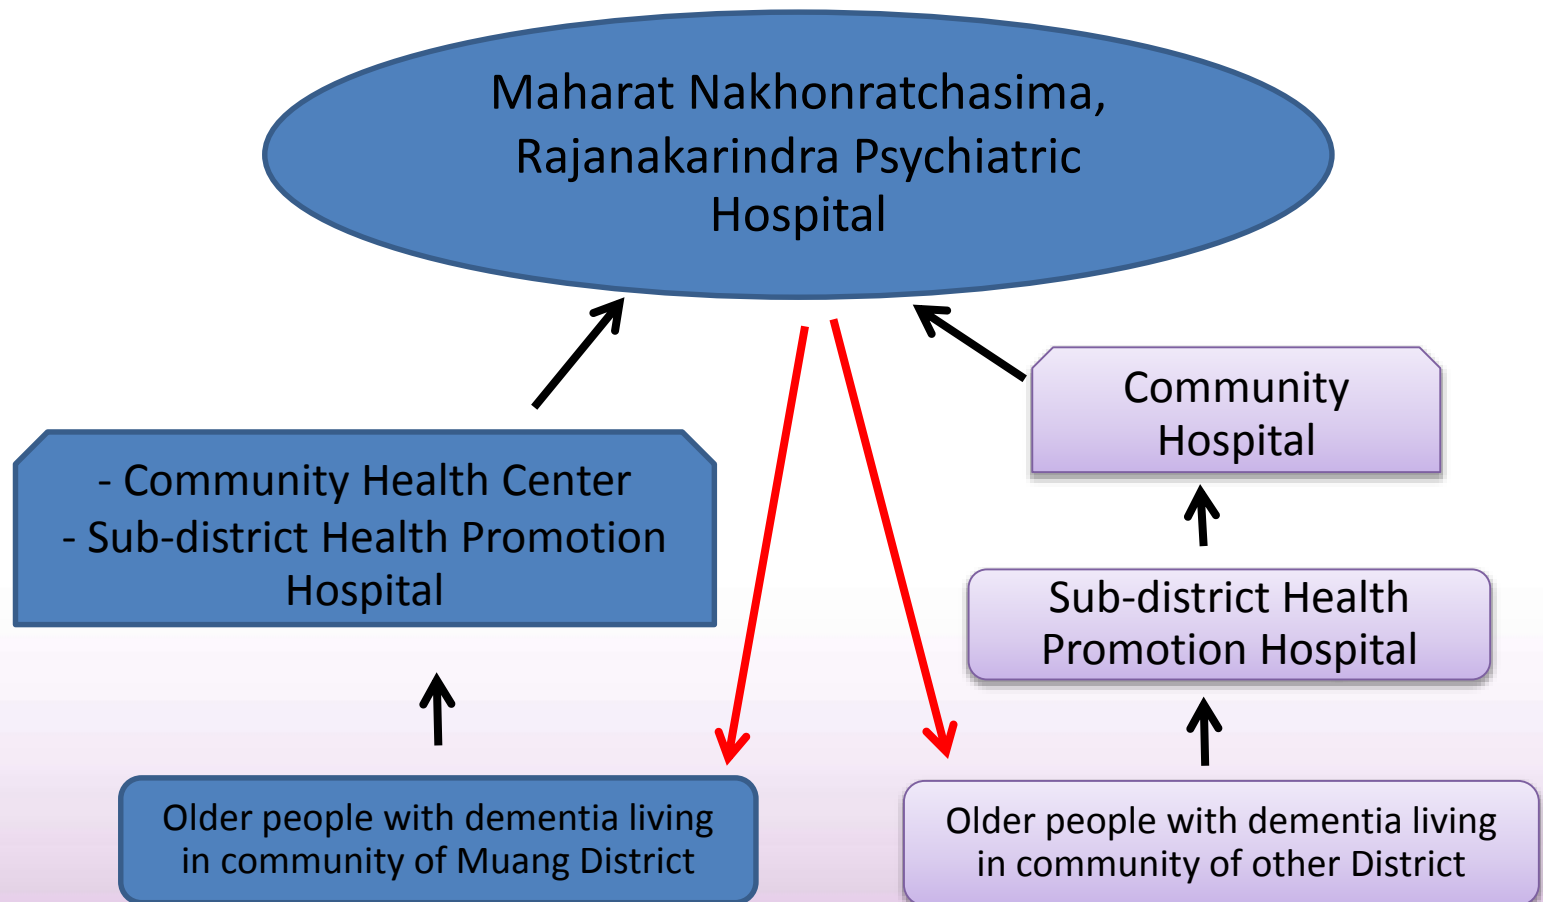 Maharat Nakhonratchasima,
Rajanakarindra Psychiatric
Hospital
Community
Hospital
- Community Health Center
- Sub-district Health Promotion
Hospital
Sub-district Health
Promotion Hospital
Older people with dementia living
in community of Muang District
Older people with dementia living
in community of other District